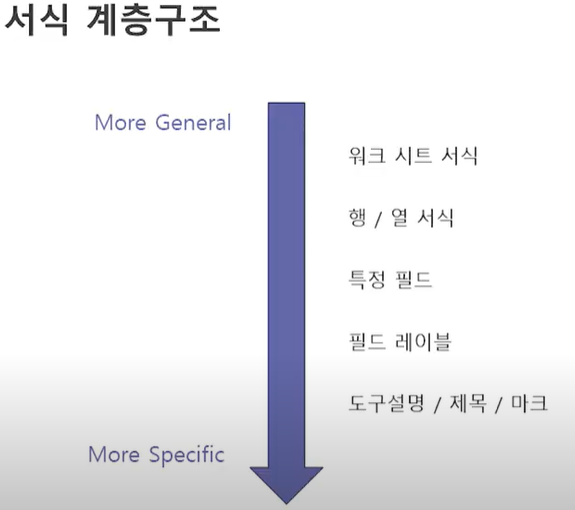 서식 계층구조
More General
워크 시트 서식
행 / 열 서식
특정 필드
필드 레이블
도구설명 / 제목 / 마크
More Specific